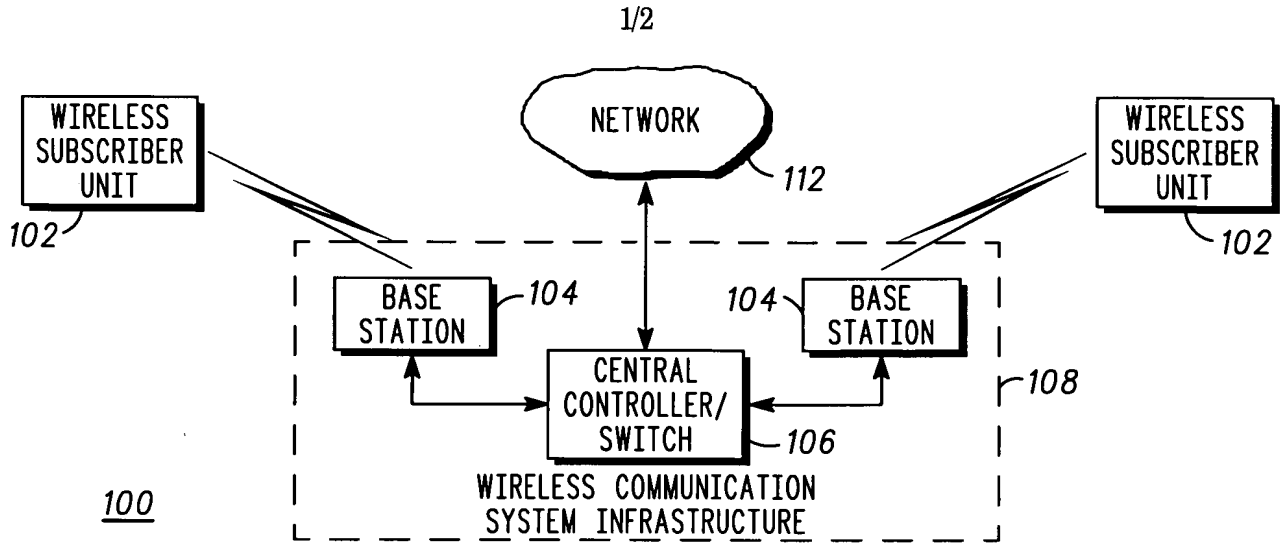 1/2
WIRELESS
SUBSCRIBER
UNIT
102
NETWORK
112
WIRELESS
SUBSCRIBER
UNIT
102
BASE
STATION
104
104
BASE
STATION
CENTRAL
CONTROLLER/
SWITCH
106
108
WIRELESS COMMUNICATION
SYSTEM INFRASTRUCTURE
100